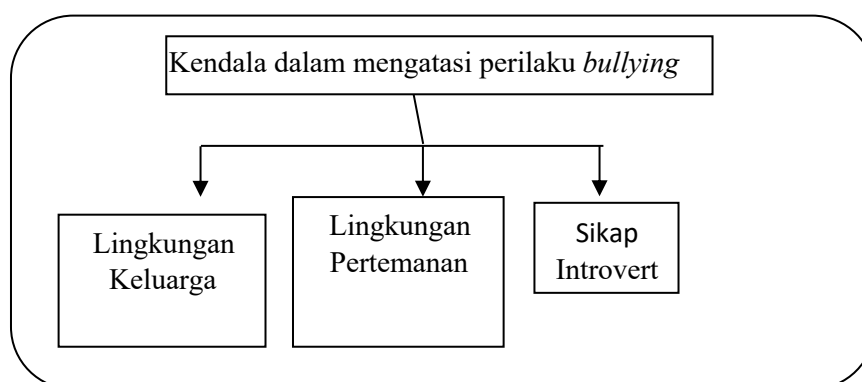 Kendala dalam mengatasi perilaku bullying
Lingkungan
Keluarga
Lingkungan
Pertemanan
Sikap
Introvert